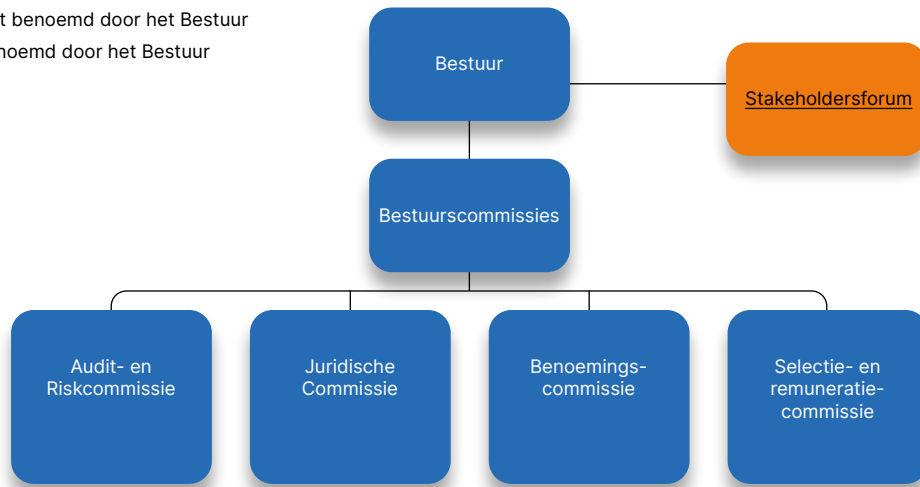 t benoemd door het Bestuur
noemd door het Bestuur
Bestuur
Stakeholdersforum
Bestuurscommissies
Audit- en
Riskcommissie
Juridische
Commissie
Benoemings-
commissie
Selectie- en
remuneratie-
commissie